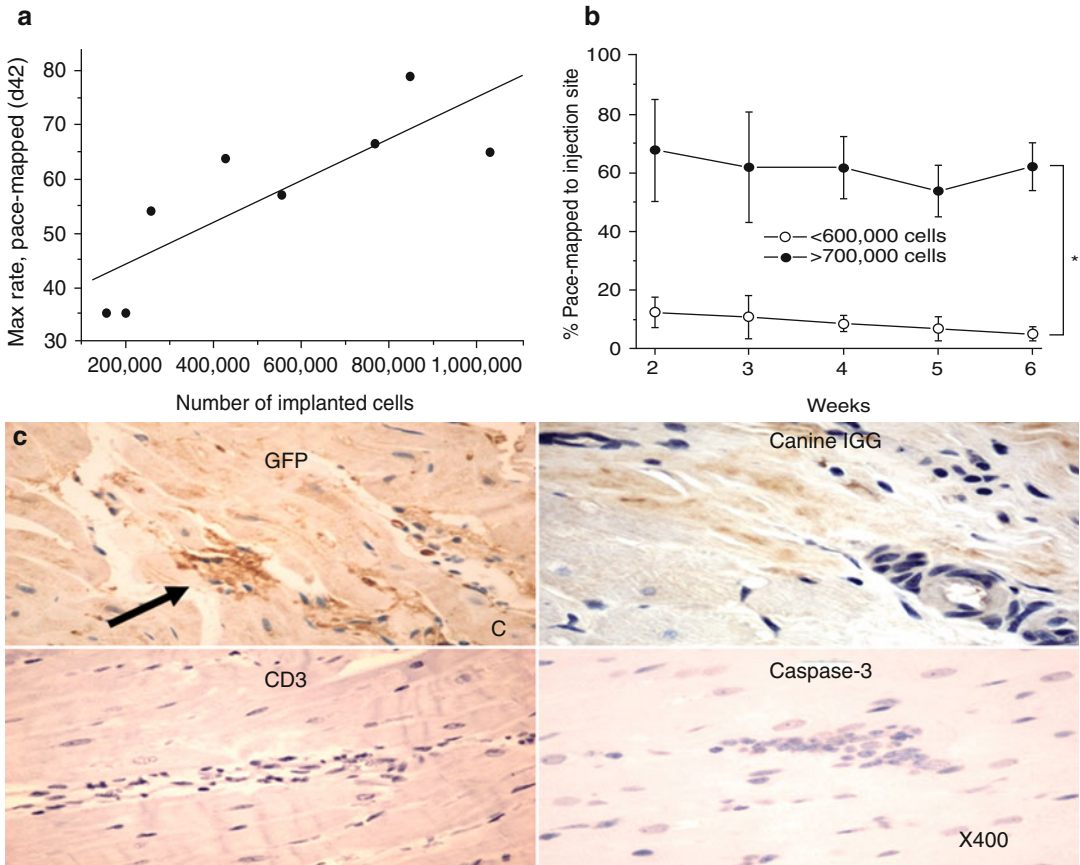 a
Max rate, pace-mapped (d42)
80
70
60
50
40
30
200,000 400,000 600,000 800,000 1,000,000
Number of implanted cells
b
% Pace-mapped to injection site
100
80
60
40
20
0
<600,000 cells
>700,000 cells
*
2 3 4 5 6
Weeks
c
GFP
C
Canine IGG
CD3
Caspase-3
X400